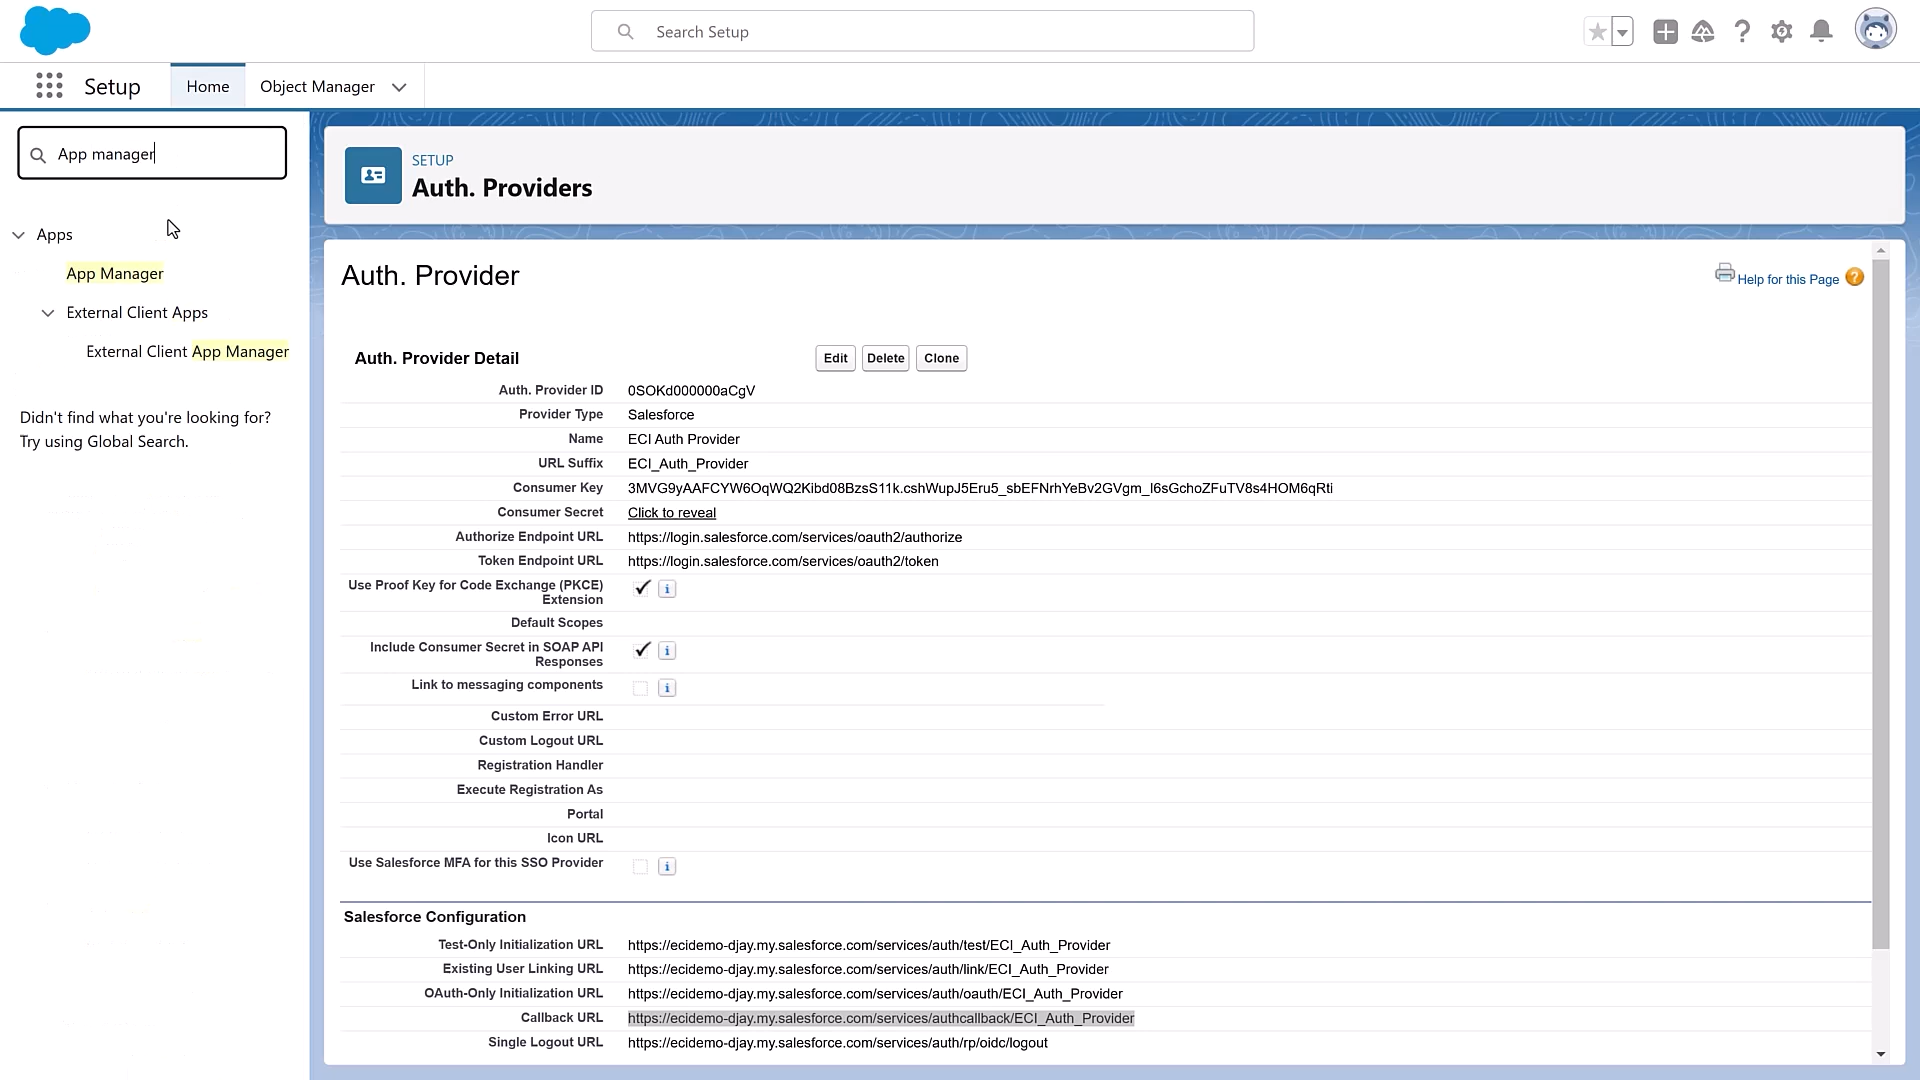 Search Setup
Setup
Home
Object Manager
App manager
Apps
App Manager
External Client Apps
External Client App Manager
Didn't find what you're looking for?
Try using Global Search.
SETUP
Auth. Providers
Auth. Provider
Help for this Page
Auth. Provider Detail
Edit
Delete
Clone
Auth. Provider ID 0SOKd000000aCgV
Provider Type Salesforce
Name ECI Auth Provider
URL Suffix ECI_Auth_Provider
Consumer Key 3MVG9yAAFCYW6OqWQ2Kibd08BzsS11k.cshWupJ5Eru5_sbEFNrhYeBv2GVgm_l6sGchoZFuTV8s4HOM6qRti
Consumer Secret Click to reveal
Authorize Endpoint URL https://login.salesforce.com/services/oauth2/authorize
Token Endpoint URL https://login.salesforce.com/services/oauth2/token
Use Proof Key for Code Exchange (PKCE)
Extension
Default Scopes
Include Consumer Secret in SOAP API
Responses
Link to messaging components
Custom Error URL
Custom Logout URL
Registration Handler
Execute Registration As
Portal
Icon URL
Use Salesforce MFA for this SSO Provider
Salesforce Configuration
Test-Only Initialization URL https://ecidemo-djay.my.salesforce.com/services/auth/test/ECI_Auth_Provider
Existing User Linking URL https://ecidemo-djay.my.salesforce.com/services/auth/link/ECI_Auth_Provider
OAuth-Only Initialization URL https://ecidemo-djay.my.salesforce.com/services/auth/oauth/ECI_Auth_Provider
Callback URL https://ecidemo-djay.my.salesforce.com/services/authcallback/ECI_Auth_Provider
Single Logout URL https://ecidemo-djay.my.salesforce.com/services/auth/rp/oidc/logout